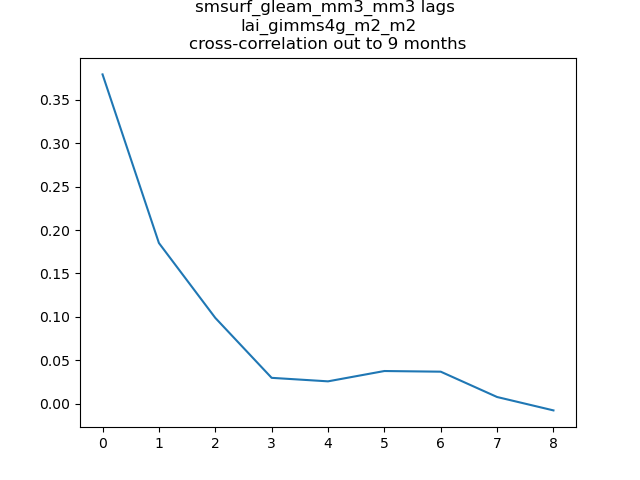 smsurf_gleam_mm3_mm3 lags
lai_gimms4g_m2_m2
cross-correlation out to 9 months
0.35
0.30
0.25
0.20
0.15
0.10
0.05
0.00
0 1 2 3 4 5 6 7 8